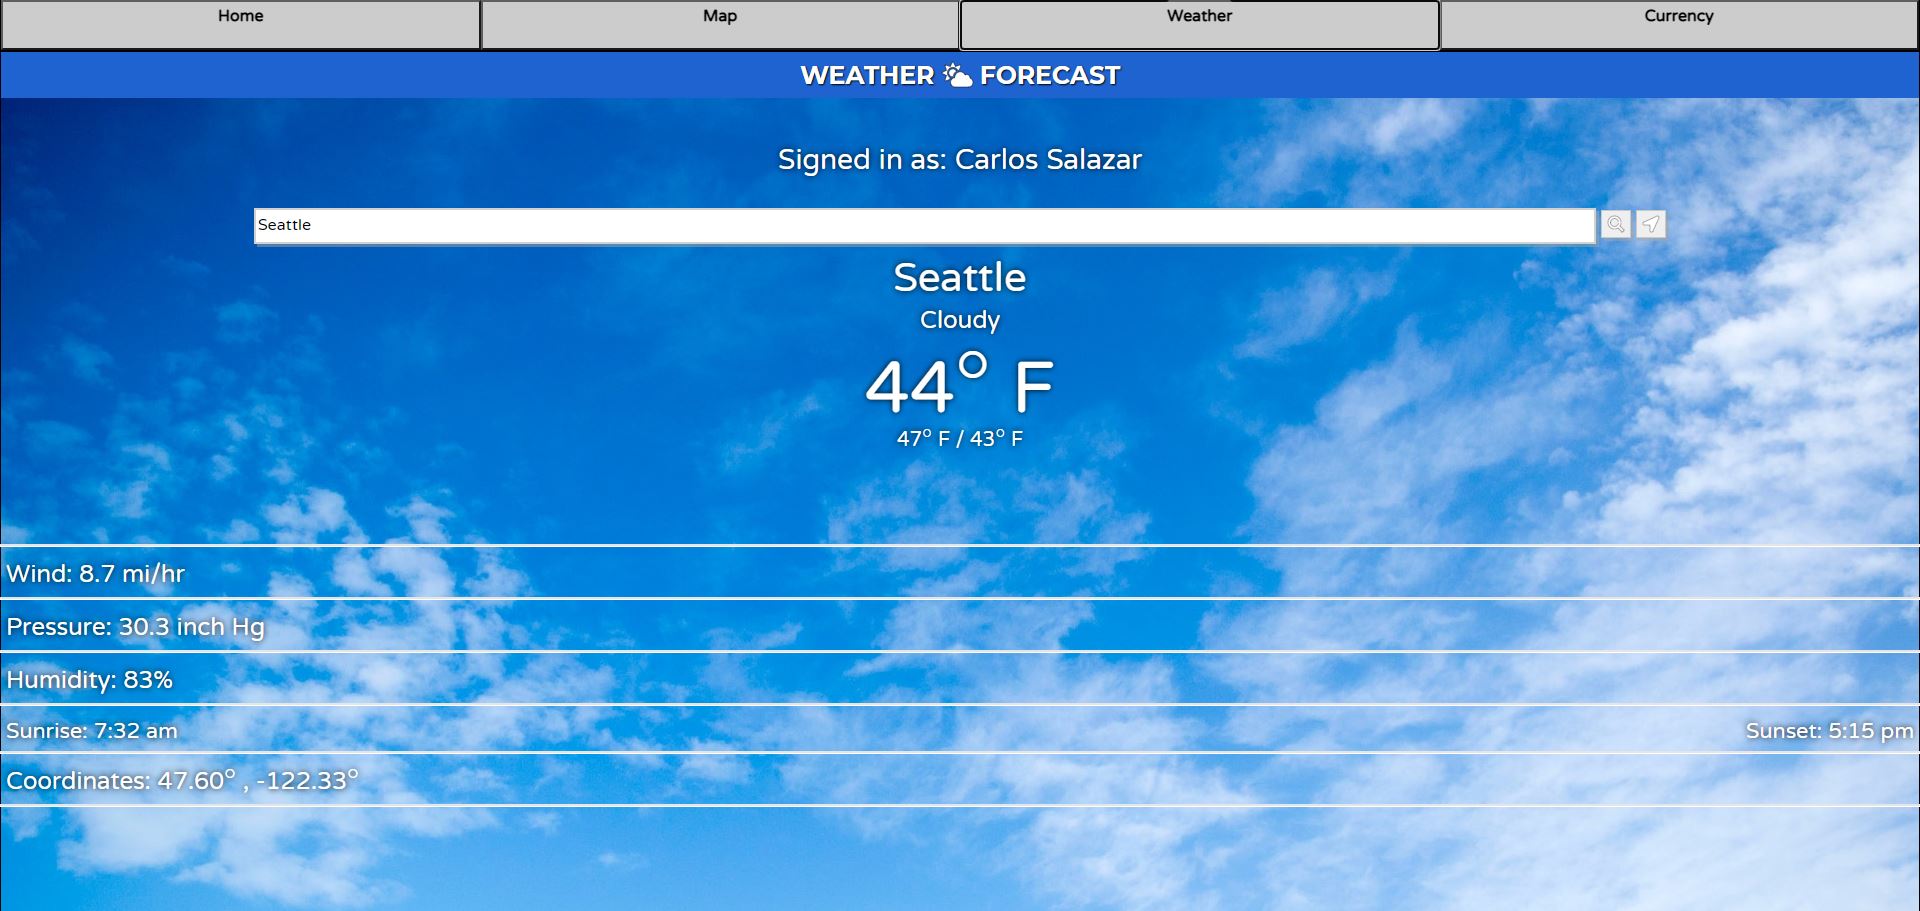 Home
Map
Weather
Currency
WEATHER FORECAST
Signed in as: Carlos Salazar
Seattle
Seattle
Cloudy
44° F
47° F / 43° F
Wind: 8.7 mi/hr
Pressure: 30.3 inch Hg
Humidity: 83%
Sunrise: 7:32 am Sunset: 5:15 pm
Coordinates: 47.60° , -122.33°